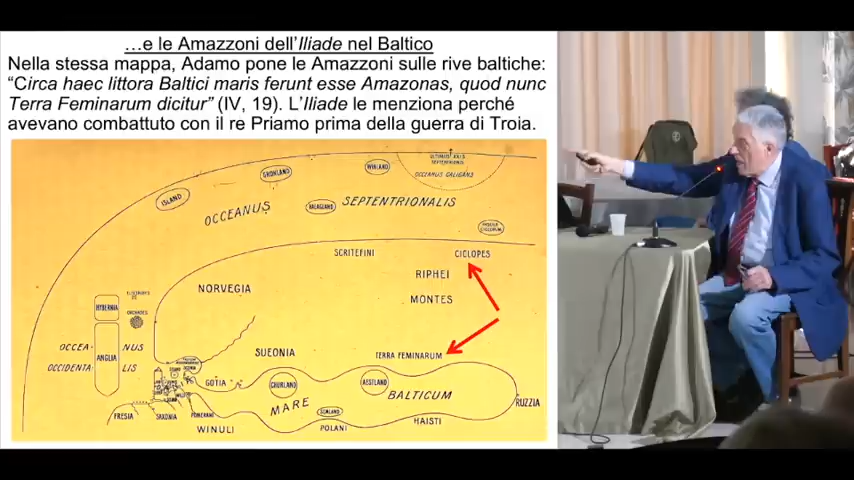 …e le Amazzoni dell'Iliade nel Baltico
Nella stessa mappa, Adamo pone le Amazzoni sulle rive baltiche:
“Circa haec littora Baltici maris ferunt esse Amazonas, quod nunc
Terra Feminarum dicitur” (IV, 19). L'Iliade le menziona perché
avevano combattuto con il re Priamo prima della guerra di Troia.
GRONLAND
WINLAND
OCCEANUS CALIGANS
ISLAND
OCCEANUS
HALAGLAND
SEPTENTRIONALIS
SCRITEFINI
CICLOPES
RIPHEI
NORVEGIA
MONTES
HYBERNIA
ORCHADES
OCCEA-
NUS
ANGLIA
OCCIDENTA
LIS
SUEONIA
TERRA FEMINARUM
GOTIA
CHURLAND
AESTLAND
MARE
BALTICUM
RUZZIA
FRESIA
SAXONIA
SEMLAND
WINULI
POLANI
HAISTI